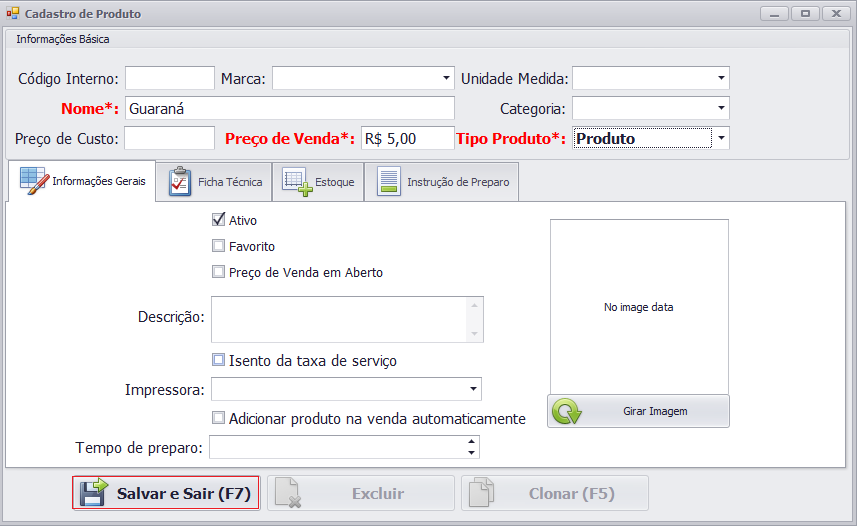 Cadastro de Produto
Informações Básica
Código Interno: Marca: Unidade Medida:
Nome*: Guaraná Categoria:
Preço de Custo: Preço de Venda*: R$ 5,00 Tipo Produto*: Produto
Informações Gerais Ficha Técnica Estoque Instrução de Preparo
Ativo
Favorito
Preço de Venda em Aberto
Descrição:
No image data
Isento da taxa de serviço
Impressora:
Girar Imagem
Adicionar produto na venda automaticamente
Tempo de preparo:
Salvar e Sair (F7) Excluir Clonar (F5)